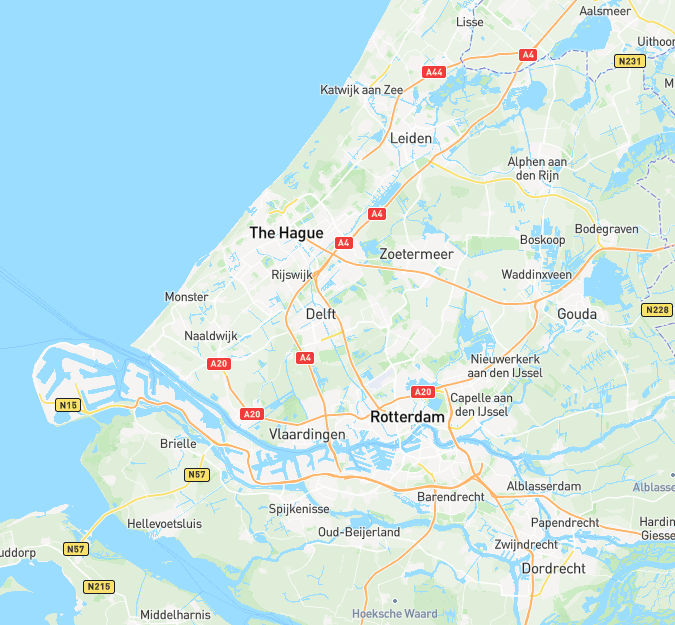 Aalsmeer
Lisse
Uithoor
A4
N231
A44
M
Katwijk aan Zee
Leiden
Alphen aan
den Rijn
A4
The Hague
A4
Bodegraven
Boskoop
Zoetermeer
Rijswijk
Waddinxveen
Monster
Delft
Gouda
N228
Naaldwijk
A4
A20
Nieuwerkerk
aan den IJssel
A20
Capelle aan
den IJssel
N15
A20
Rotterdam
Vlaardingen
Brielle
N57
Alblasserdam
Alblasse
Barendrecht
Spijkenisse
Hellevoetsluis
Papendrecht
Hardin
Giesse
Oud-Beijerland
Zwijndrecht
N57
uddorp
Dordrecht
N215
Middelharnis
Hoeksche Waard